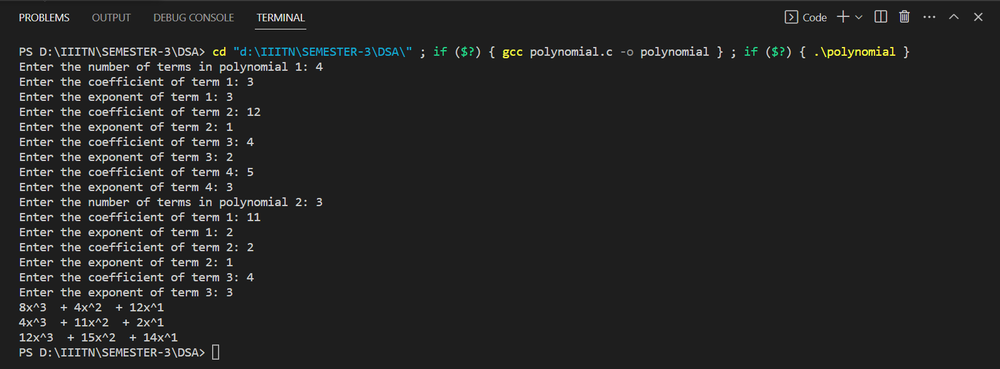 PROBLEMS OUTPUT DEBUG CONSOLE TERMINAL Code
PS D:\IIITN\SEMESTER-3\DSA> cd "d:\IIITN\SEMESTER-3\DSA\" ; if ($?) { gcc polynomial.c -o polynomial } ; if ($?) { .\polynomial }
Enter the number of terms in polynomial 1: 4
Enter the coefficient of term 1: 3
Enter the exponent of term 1: 3
Enter the coefficient of term 2: 12
Enter the exponent of term 2: 1
Enter the coefficient of term 3: 4
Enter the exponent of term 3: 2
Enter the coefficient of term 4: 5
Enter the exponent of term 4: 3
Enter the number of terms in polynomial 2: 3
Enter the coefficient of term 1: 11
Enter the exponent of term 1: 2
Enter the coefficient of term 2: 2
Enter the exponent of term 2: 1
Enter the coefficient of term 3: 4
Enter the exponent of term 3: 3
8x^3  + 4x^2  + 12x^1
4x^3  + 11x^2  + 2x^1
12x^3  + 15x^2  + 14x^1
PS D:\IIITN\SEMESTER-3\DSA>